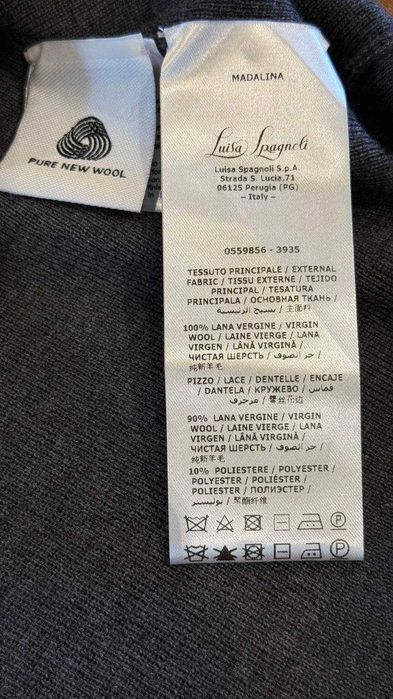 PURE NEW WOOL
MADALINA
Luisa Spagnoli
Luisa Spagnoli S.p.A.
Strada S. Lucia,71
06125 Perugia (PG)
– Italy –
0559856 - 3935
TESSUTO PRINCIPALE / EXTERNAL
FABRIC / TISSU EXTERNE / TEJIDO
PRINCIPAL / TESATURA
PRINCIPALA / ОСНОВНАЯ ТКАНЬ /
主面料 / نسيج الرئيسية
100% LANA VERGINE / VIRGIN
WOOL / LAINE VIERGE / LANA
VIRGEN / LÂNĂ VIRGINĂ /
ЧИСТАЯ ШЕРСТЬ / جز الصوف /
纯新羊毛
PIZZO / LACE / DENTELLE / ENCAJE
/ DANTELA / КРУЖЕВО / قماش
蕾丝花边 / مزخرف
90% LANA VERGINE / VIRGIN
WOOL / LAINE VIERGE / LANA
VIRGEN / LÂNĂ VIRGINĂ /
ЧИСТАЯ ШЕРСТЬ / جز الصوف /
纯新羊毛
10% POLIESTERE / POLYESTER /
POLYESTER / POLIÉSTER /
POLIESTER / ПОЛИЭСТЕР /
聚酯纤维 / بوليستر